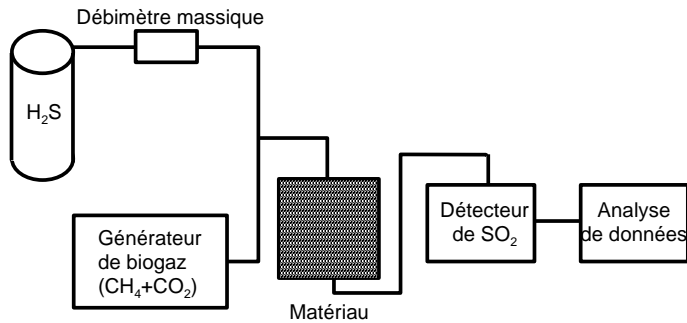 Débimètre massique
H₂S
Générateur
de biogaz
(CH₄+CO₂)
Matériau
Détecteur
de SO₂
Analyse
de données